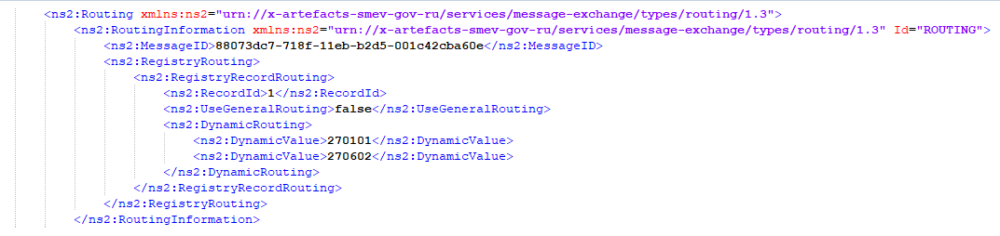 <ns2:Routing xmlns:ns2="urn://x-artefacts-smev-gov-ru/services/message-exchange/types/routing/1.3">
<ns2:RoutingInformation xmlns:ns2="urn://x-artefacts-smev-gov-ru/services/message-exchange/types/routing/1.3" Id="ROUTING">
<ns2:MessageID>88073dc7-718f-11eb-b2d5-001c42cba60e</ns2:MessageID>
<ns2:RegistryRouting>
<ns2:RegistryRecordRouting>
<ns2:RecordId>1</ns2:RecordId>
<ns2:UseGeneralRouting>false</ns2:UseGeneralRouting>
<ns2:DynamicRouting>
<ns2:DynamicValue>270101</ns2:DynamicValue>
<ns2:DynamicValue>270602</ns2:DynamicValue>
</ns2:DynamicRouting>
</ns2:RegistryRecordRouting>
</ns2:RegistryRouting>
</ns2:RoutingInformation>